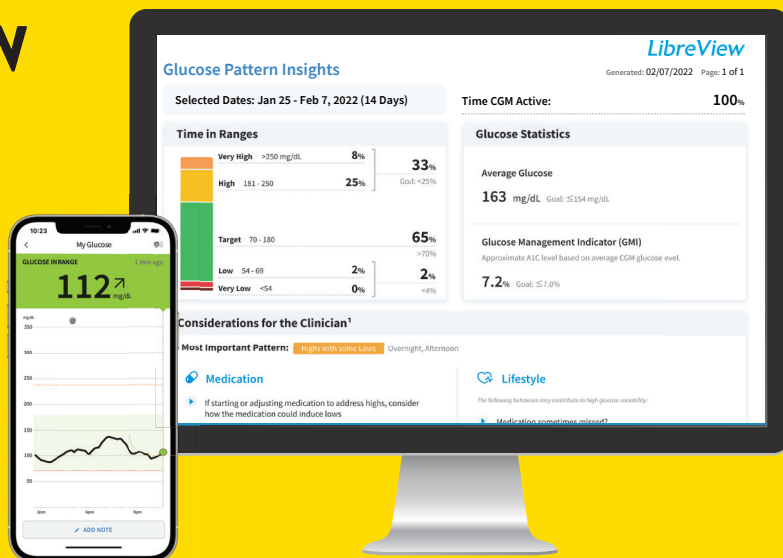 W
LibreView
Glucose Pattern Insights
Generated: 02/07/2022 Page: 1 of 1
Selected Dates: Jan 25 - Feb 7, 2022 (14 Days)
Time CGM Active: 100%
Time in Ranges
Very High >250 mg/dL 8%
33%
High 181 - 250 25%
Goal: <25%
Target 70 - 180 65%
>70%
Low 54 - 69 2%
2%
Very Low <54 0%
<4%
Glucose Statistics
Average Glucose
163 mg/dL Goal: ≤154 mg/dL
Glucose Management Indicator (GMI)
Approximate A1C level based on average CGM glucose evel.
7.2% Goal: ≤7.0%
Considerations for the Clinician¹
Most Important Pattern: Highs with some Lows Overnight, Afternoon
Medication
If starting or adjusting medication to address highs, consider
how the medication could induce lows
Lifestyle
The following behaviors may contribute to high glucose variability:
Medication sometimes missed?
10:23
My Glucose
GLUCOSE IN RANGE 1 min ago
112 mg/dL
mg/dL
350
300
250
200
150
100
50
3pm 6pm 9pm
ADD NOTE